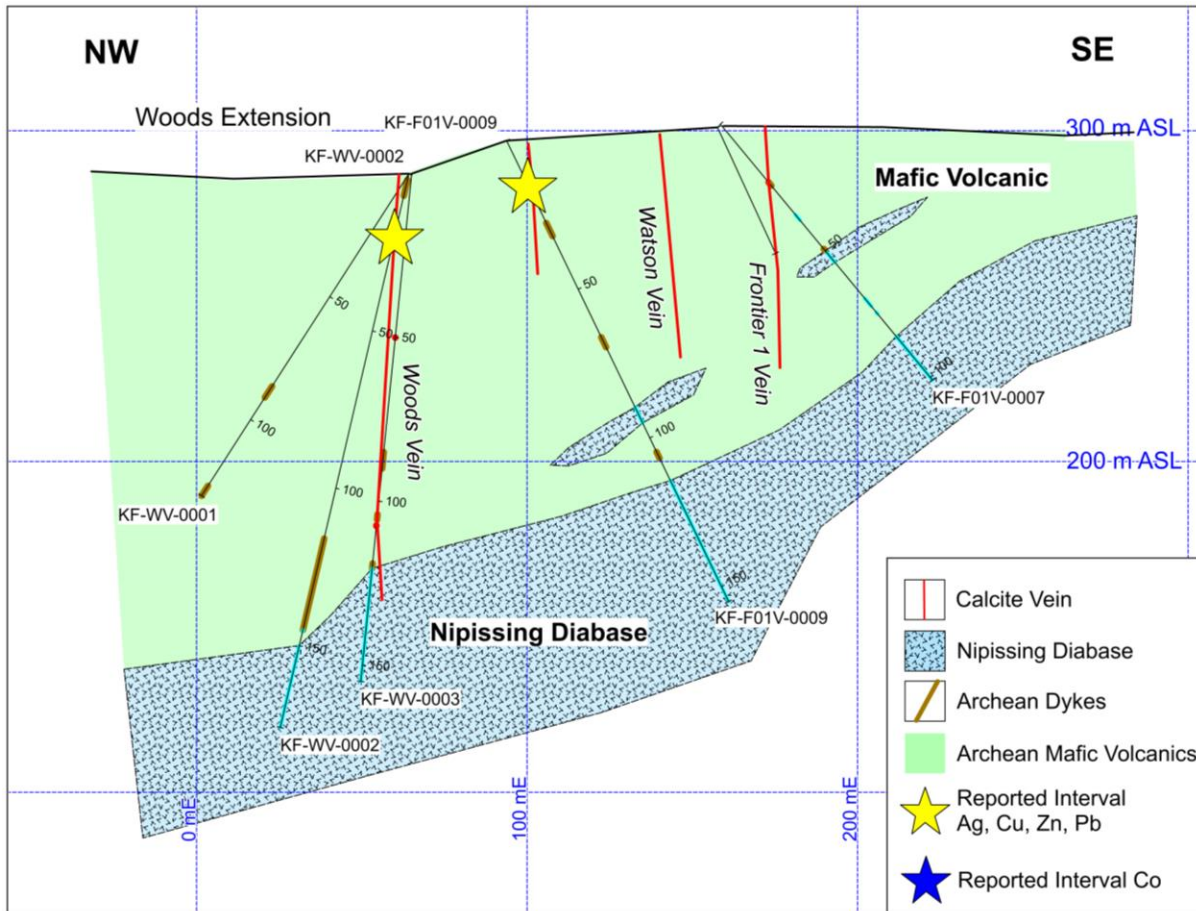 NW
SE
Woods Extension
KF-F01V-0009
KF-WV-0002
300 m ASL
Mafic Volcanic
Watson Vein
Frontier 1 Vein
Woods Vein
50
50
50
50
50
100
100
100
100
100
KF-F01V-0007
200 m ASL
KF-WV-0001
150
150
150
KF-F01V-0009
Nipissing Diabase
KF-WV-0003
KF-WV-0002
0 mE
100 mE
200 mE
Calcite Vein
Nipissing Diabase
Archean Dykes
Archean Mafic Volcanics
Reported Interval
Ag, Cu, Zn, Pb
Reported Interval Co